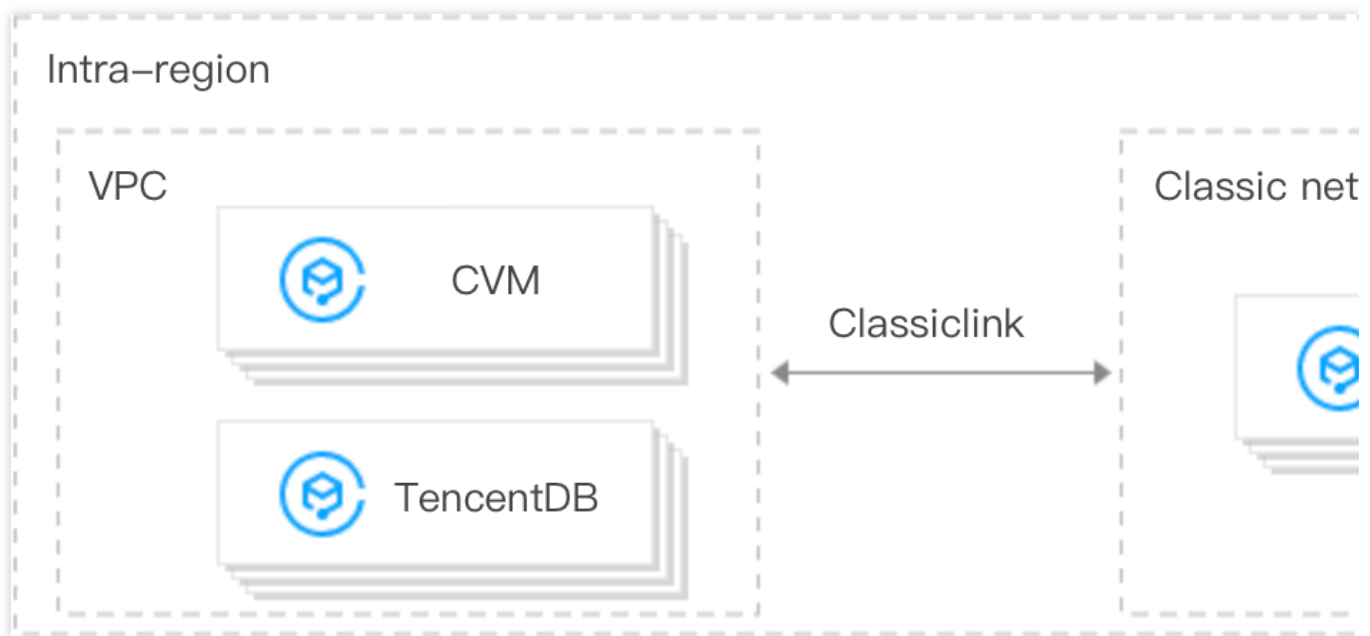 Intra-region
VPC
Classic net
CVM
Classiclink
TencentDB